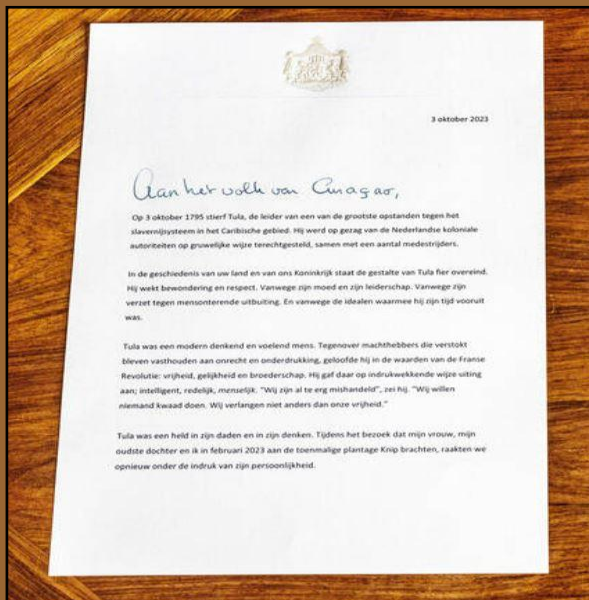 3 oktober 2023
Aan het volk van Curaçao,
Op 3 oktober 1795 stierf Tula, de leider van een van de grootste opstanden tegen het
slavernijsysteem in het Caribische gebied. Hij werd op gezag van de Nederlandse koloniale
autoriteiten op gruwelijke wijze terechtgesteld, samen met een aantal medestrijders.
In de geschiedenis van uw land en van ons Koninkrijk staat de gestalte van Tula fier overeind.
Hij wekt bewondering en respect. Vanwege zijn moed en zijn leiderschap. Vanwege zijn
verzet tegen mensonterende uitbuiting. En vanwege de idealen waarmee hij zijn tijd vooruit
was.
Tula was een modern denkend en voelend mens. Tegenover machthebbers die verstokt
bleven vasthouden aan onrecht en onderdrukking, geloofde hij in de waarden van de Franse
Revolutie: vrijheid, gelijkheid en broederschap. Hij gaf daar op indrukwekkende wijze uiting
aan; intelligent, redelijk, menselijk. "Wij zijn al te erg mishandeld", zei hij. "Wij willen
niemand kwaad doen. Wij verlangen niet anders dan onze vrijheid."
Tula was een held in zijn daden en in zijn denken. Tijdens het bezoek dat mijn vrouw, mijn
oudste dochter en ik in februari 2023 aan de toenmalige plantage Knip brachten, raakten we
opnieuw onder de indruk van zijn persoonlijkheid.